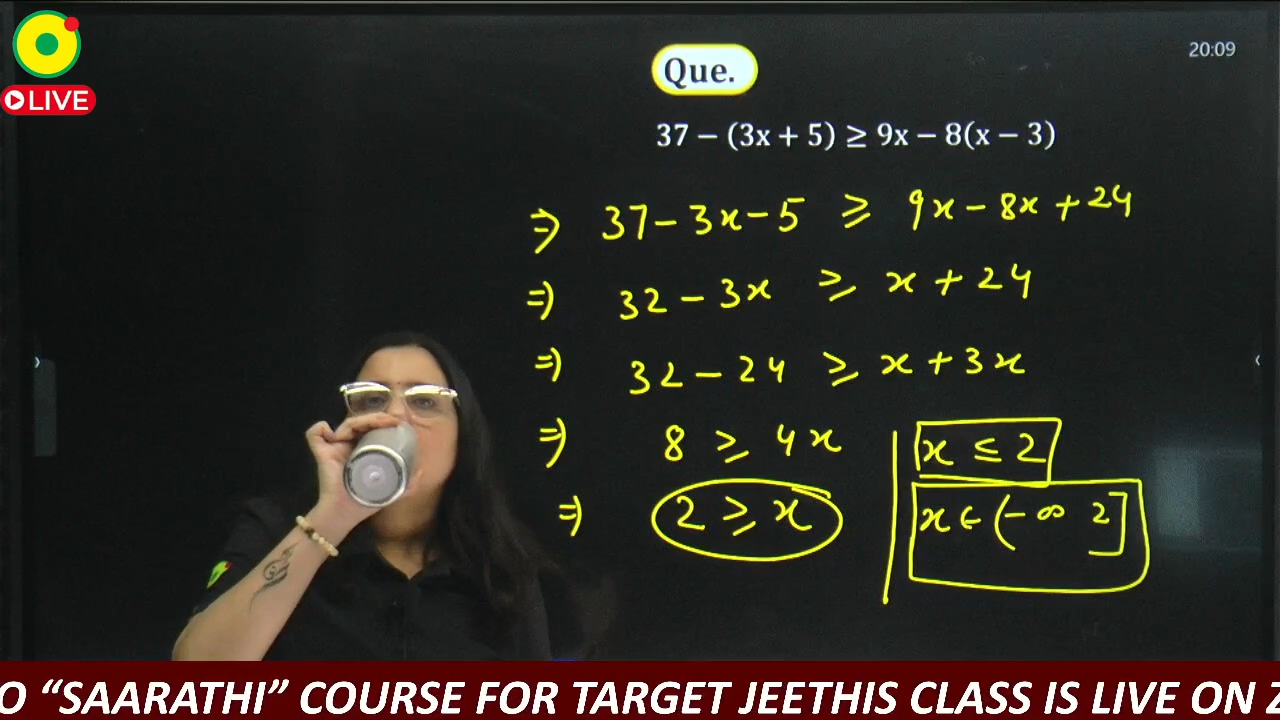 LIVE
20:09
Que.
37 − (3x + 5) ≥ 9x − 8(x − 3)
⇒ 37 − 3x − 5 ≥ 9x − 8x + 24
⇒ 32 − 3x ≥ x + 24
⇒ 32 − 24 ≥ x + 3x
⇒ 8 ≥ 4x
x ≤ 2
⇒ 2 ≥ x
x ∈ (−∞ 2]
O “SAARATHI” COURSE FOR TARGET JEETHIS CLASS IS LIVE ON